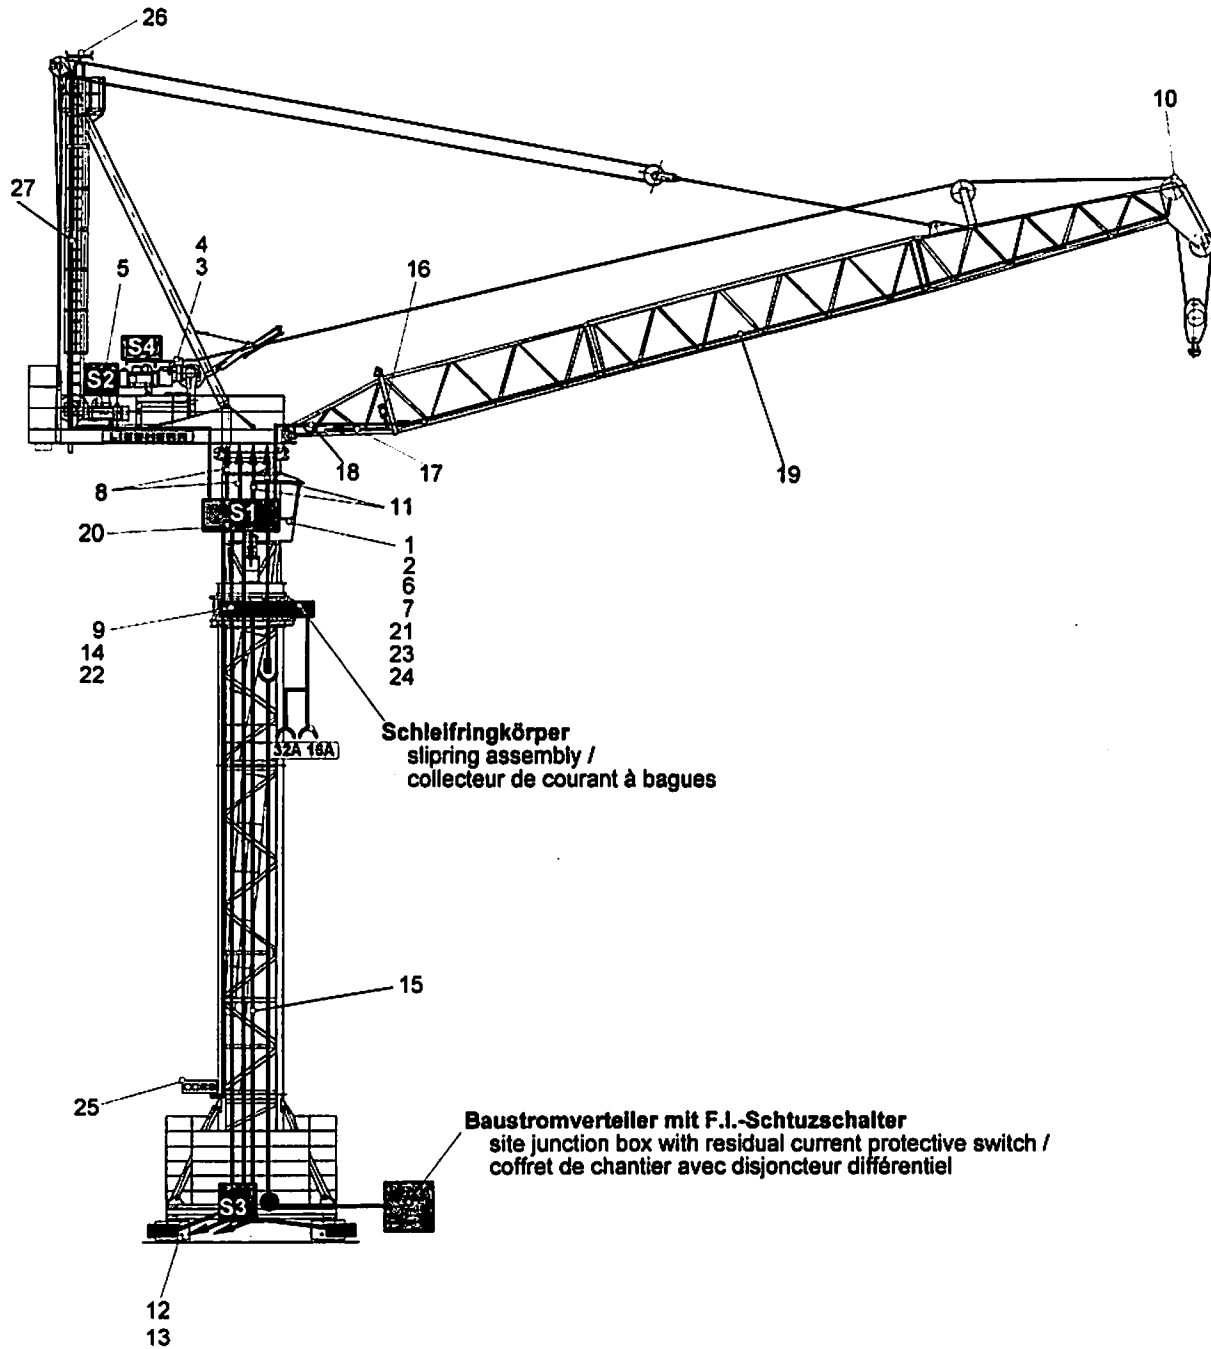 26
10
27
4
3
5
16
S4
S2
LIEBHERR
18
17
19
8
11
S1
20
1
2
6
7
21
23
24
9
14
22
Schleifringkörper
slipring assembly /
collecteur de courant à bagues
32A 16A
15
25
Baustromverteiler mit F.I.-Schtuzschalter
site junction box with residual current protective switch /
coffret de chantier avec disjoncteur différentiel
S3
12
13